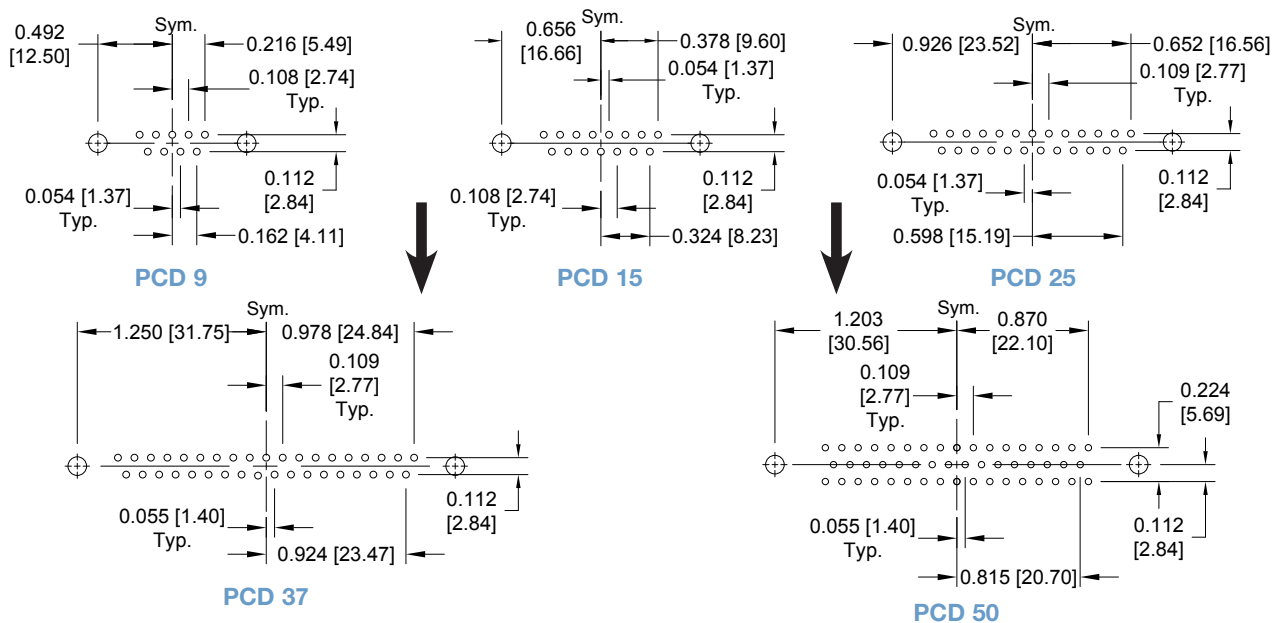 Sym.
0.492
[12.50]
0.216 [5.49]
0.108 [2.74]
Typ.
0.054 [1.37]
Typ.
0.112
[2.84]
0.162 [4.11]
PCD 9
Sym.
0.656
[16.66]
0.378 [9.60]
0.054 [1.37]
Typ.
0.108 [2.74]
Typ.
0.112
[2.84]
0.324 [8.23]
PCD 15
Sym.
0.926 [23.52]
0.652 [16.56]
0.109 [2.77]
Typ.
0.054 [1.37]
Typ.
0.112
[2.84]
0.598 [15.19]
PCD 25
Sym.
1.250 [31.75]
0.978 [24.84]
0.109
[2.77]
Typ.
0.055 [1.40]
Typ.
0.112
[2.84]
0.924 [23.47]
PCD 37
Sym.
1.203
[30.56]
0.870
[22.10]
0.109
[2.77]
Typ.
0.224
[5.69]
0.055 [1.40]
Typ.
0.112
[2.84]
0.815 [20.70]
PCD 50